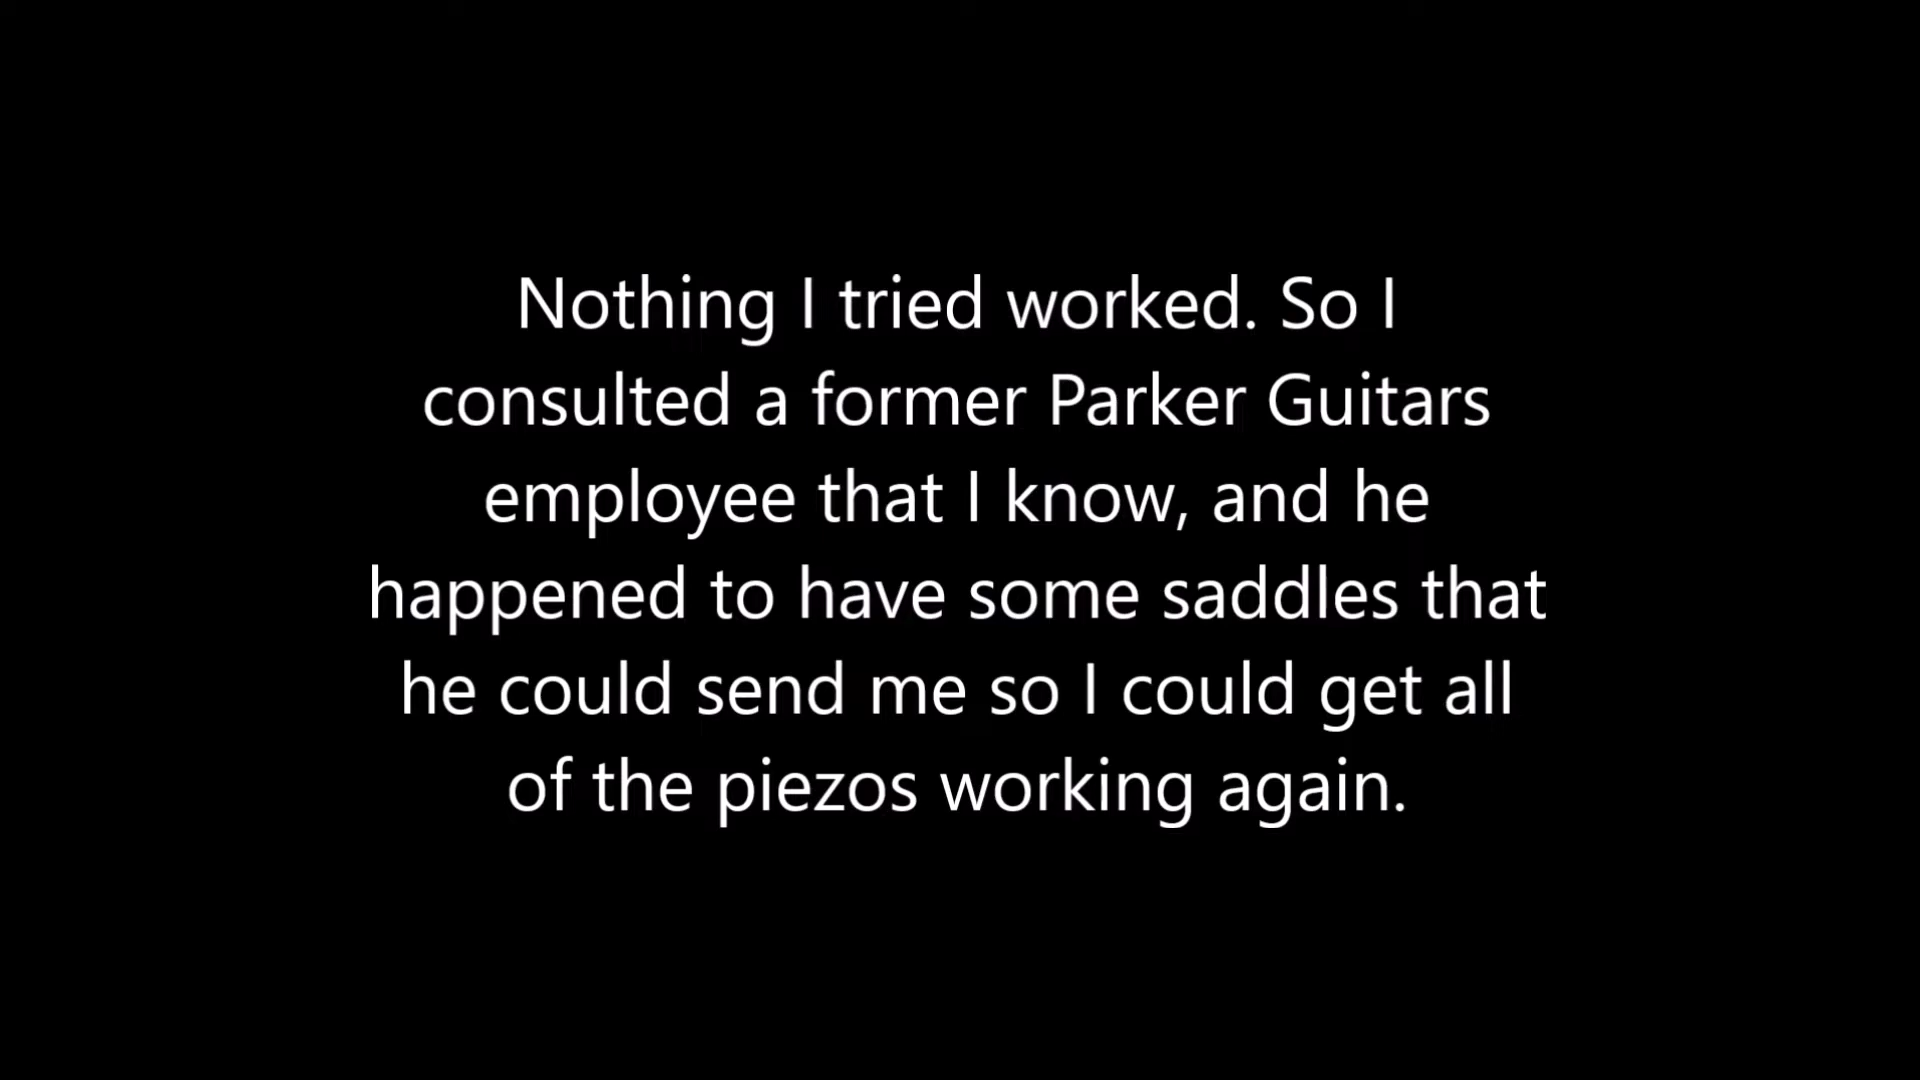 Nothing I tried worked. So I
consulted a former Parker Guitars
employee that I know, and he
happened to have some saddles that
he could send me so I could get all
of the piezos working again.